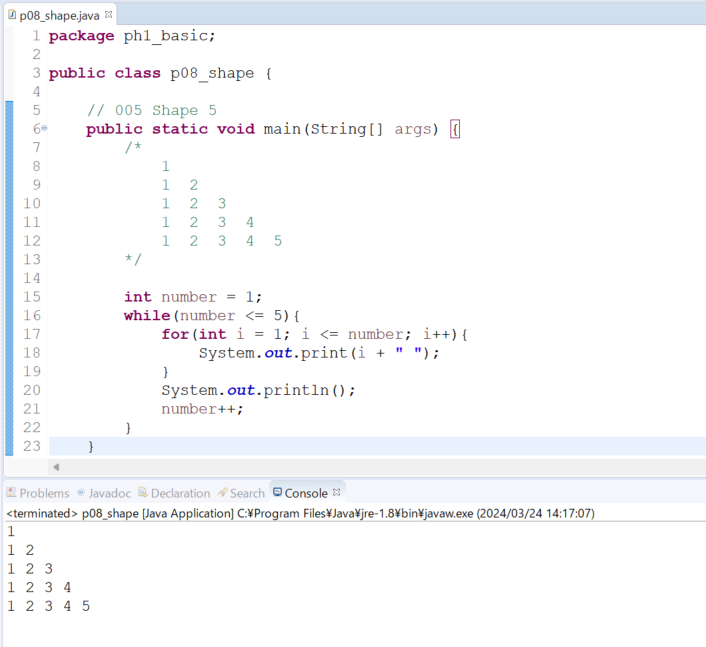 p08_shape.java
1 package ph1_basic;
2
3 public class p08_shape {
4
5     // 005 Shape 5
6     public static void main(String[] args) {
7         /*
8             1
9             1  2
10             1  2  3
11             1  2  3  4
12             1  2  3  4  5
13         */
14
15         int number = 1;
16         while(number <= 5){
17             for(int i = 1; i <= number; i++){
18                 System.out.print(i + " ");
19             }
20             System.out.println();
21             number++;
22         }
23     }
Problems Javadoc Declaration Search Console
<terminated> p08_shape [Java Application] C:¥Program Files¥Java¥jre-1.8¥bin¥javaw.exe (2024/03/24 14:17:07)
1
1 2
1 2 3
1 2 3 4
1 2 3 4 5